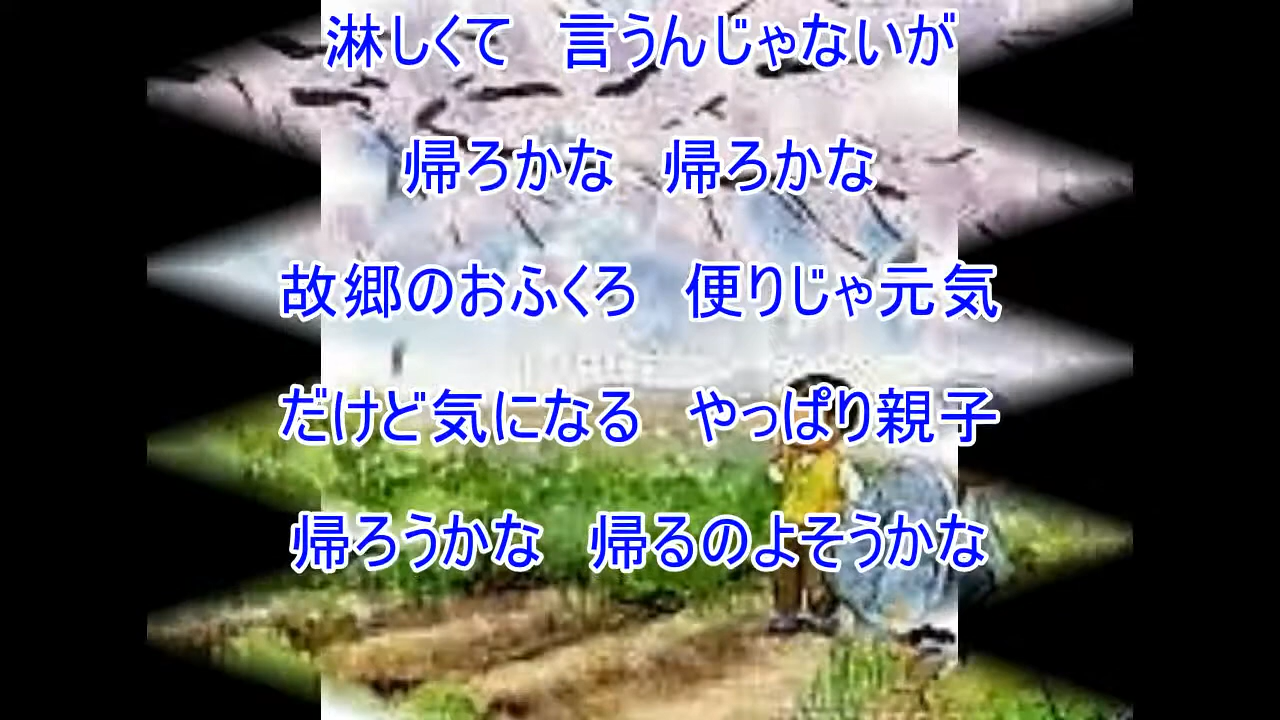 淋しくて　言うんじゃないが
帰ろかな　帰ろかな
故郷のおふくろ　便りじゃ元気
だけど気になる　やっぱり親子
帰ろうかな　帰るのよそうかな